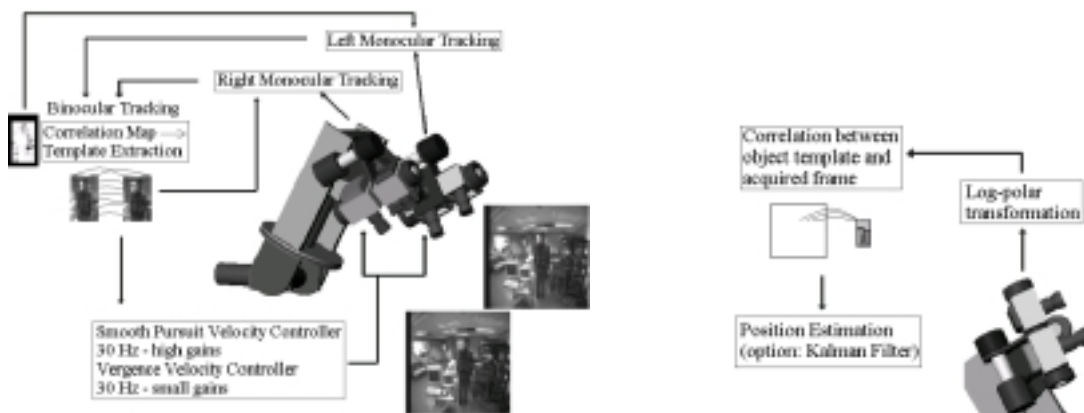 Left Monocular Tracking
Right Monocular Tracking
Binocular Tracking
Correlation Map -->
Template Extraction
Smooth Pursuit Velocity Controller
30 Hz - high gains
Vergence Velocity Controller
30 Hz - small gains
Correlation between
object template and
acquired frame
Log-polar
transformation
Position Estimation
(option: Kalman Filter)